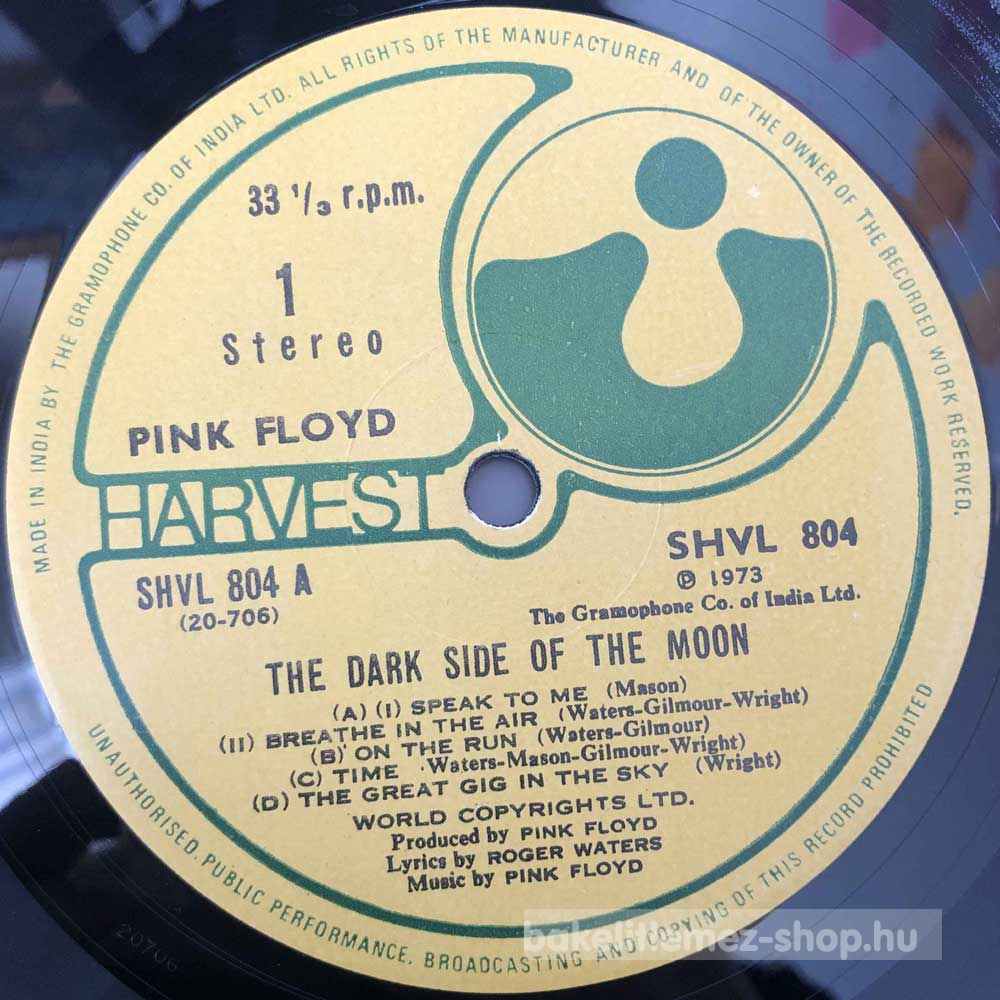 MADE IN INDIA BY THE GRAMOPHONE CO. OF INDIA LTD. ALL RIGHTS OF THE MANUFACTURER AND OF THE OWNER OF THE RECORDED WORK RESERVED.
33 1/3 r.p.m.
1
Stereo
PINK FLOYD
HARVEST
SHVL 804 A
(20-706)
SHVL 804
℗ 1973
The Gramophone Co. of India Ltd.
THE DARK SIDE OF THE MOON
(A) (I) SPEAK TO ME (Mason)
(II) BREATHE IN THE AIR (Waters-Gilmour-Wright)
(B) ON THE RUN (Waters-Gilmour)
(C) TIME .Waters-Mason-Gilmour-Wright)
(D) THE GREAT GIG IN THE SKY (Wright)
WORLD COPYRIGHTS LTD.
Produced by PINK FLOYD
Lyrics by ROGER WATERS
Music by PINK FLOYD
UNAUTHORISED PUBLIC PERFORMANCE, BROADCASTING AND COPYING OF THIS RECORD PROHIBITED
20706
bakelitlemez-shop.hu